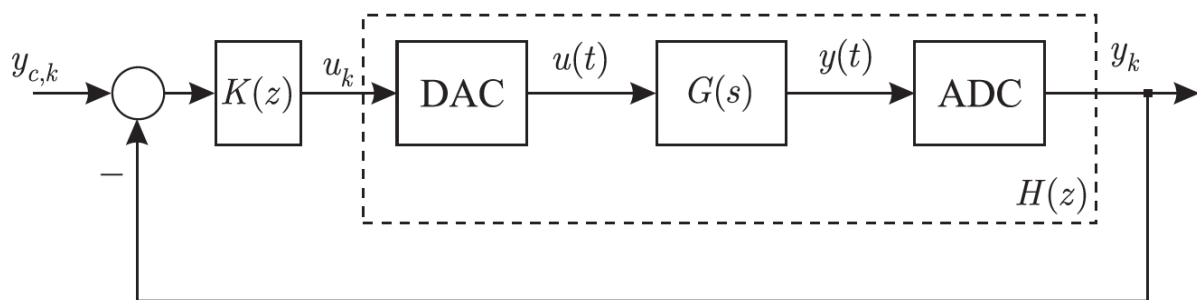 y_{c,k} K(z) u_k DAC u(t) G(s) y(t) ADC y_k
−
H(z)